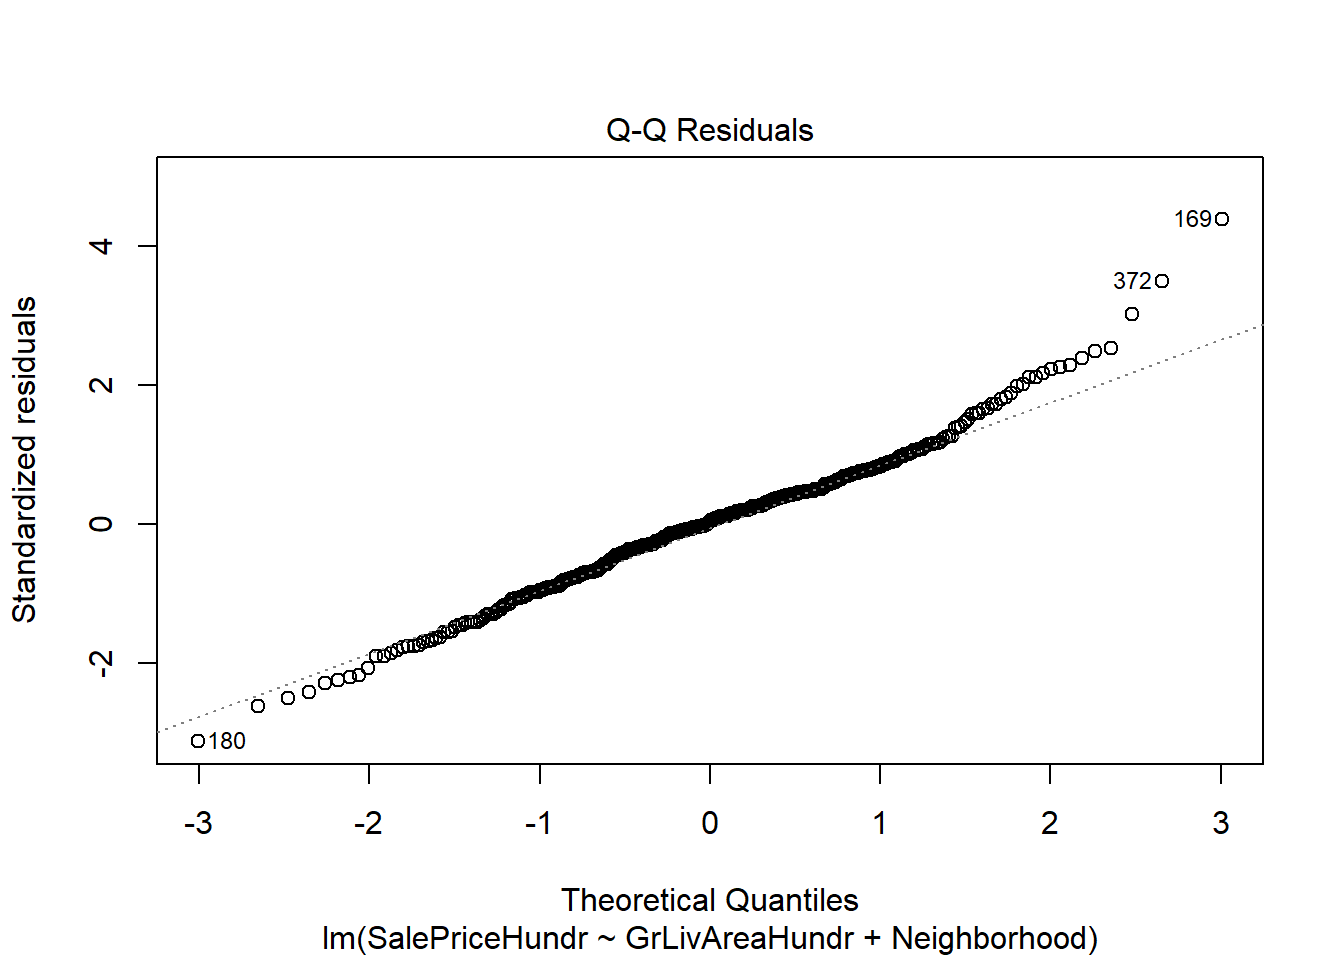 Q-Q Residuals
Standardized residuals
4
2
0
-2
169
372
180
-3 -2 -1 0 1 2 3
Theoretical Quantiles
lm(SalePriceHundr ~ GrLivAreaHundr + Neighborhood)